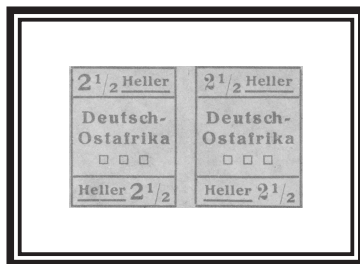 2 1/2 Heller
Deutsch-
Ostafrika
Heller 2 1/2
2 1/2 Heller
Deutsch-
Ostafrika
Heller 2 1/2